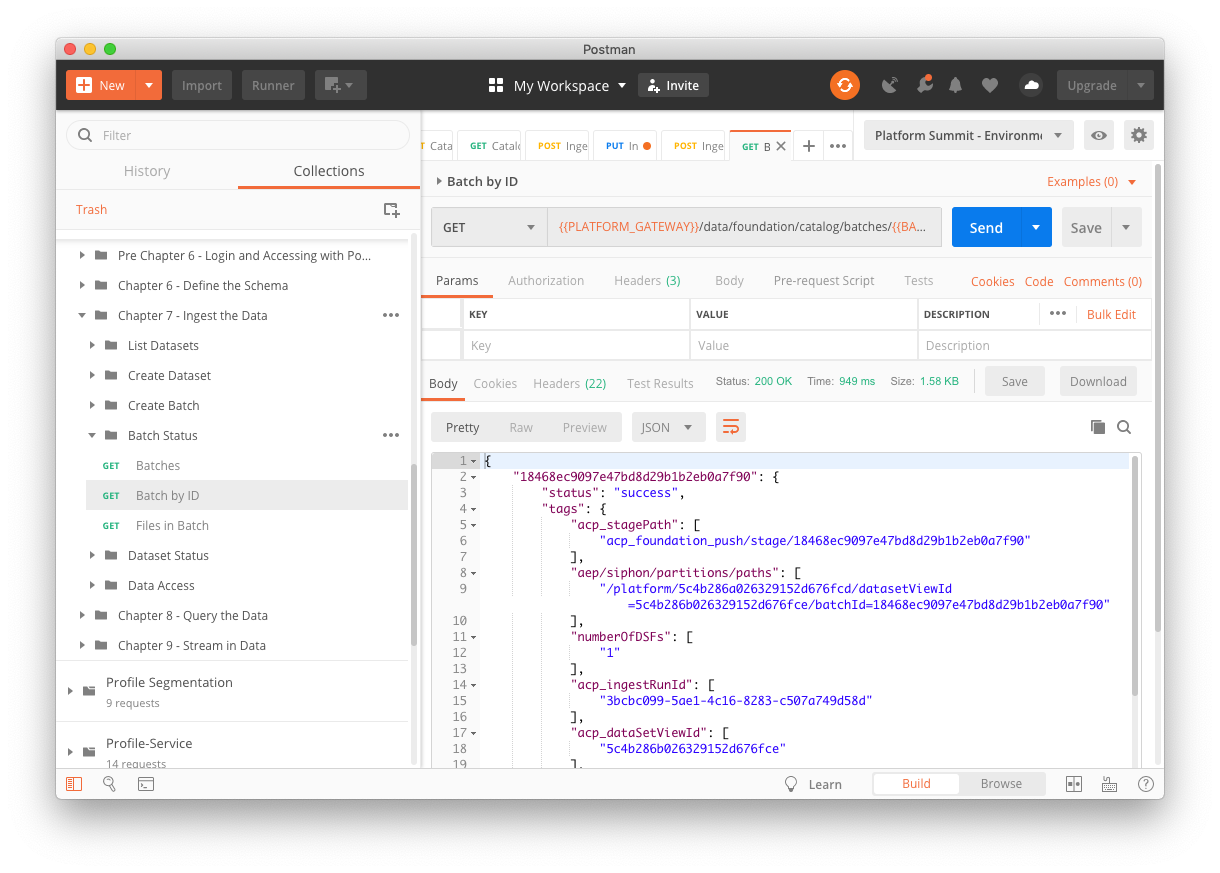 Postman
New Import Runner My Workspace Invite Upgrade
Filter
History Collections
Trash
Pre Chapter 6 - Login and Accessing with Po...
Chapter 6 - Define the Schema
Chapter 7 - Ingest the Data
List Datasets
Create Dataset
Create Batch
Batch Status
GET Batches
GET Batch by ID
GET Files in Batch
Dataset Status
Data Access
Chapter 8 - Query the Data
Chapter 9 - Stream in Data
Profile Segmentation
9 requests
Profile-Service
14 requests
Cata GET Catalo POST Inge PUT In POST Inge GET B
Platform Summit - Environme
Batch by ID Examples (0)
GET {{PLATFORM_GATEWAY}}/data/foundation/catalog/batches/{{BA... Send Save
Params Authorization Headers (3) Body Pre-request Script Tests Cookies Code Comments (0)
KEY VALUE DESCRIPTION ••• Bulk Edit
Key Value Description
Body Cookies Headers (22) Test Results Status: 200 OK Time: 949 ms Size: 1.58 KB Save Download
Pretty Raw Preview JSON
1 {
2 "18468ec9097e47bd8d29b1b2eb0a7f90": {
3 "status": "success",
4 "tags": {
5 "acp_stagePath": [
6 "acp_foundation_push/stage/18468ec9097e47bd8d29b1b2eb0a7f90"
7 ],
8 "aep/siphon/partitions/paths": [
9 "/platform/5c4b286a026329152d676fcd/datasetViewId
=5c4b286b026329152d676fce/batchId=18468ec9097e47bd8d29b1b2eb0a7f90"
10 ],
11 "numberOfDSFs": [
12 "1"
13 ],
14 "acp_ingestRunId": [
15 "3bcbc099-5ae1-4c16-8283-c507a749d58d"
16 ],
17 "acp_dataSetViewId": [
18 "5c4b286b026329152d676fce"
19 ],
Learn Build Browse